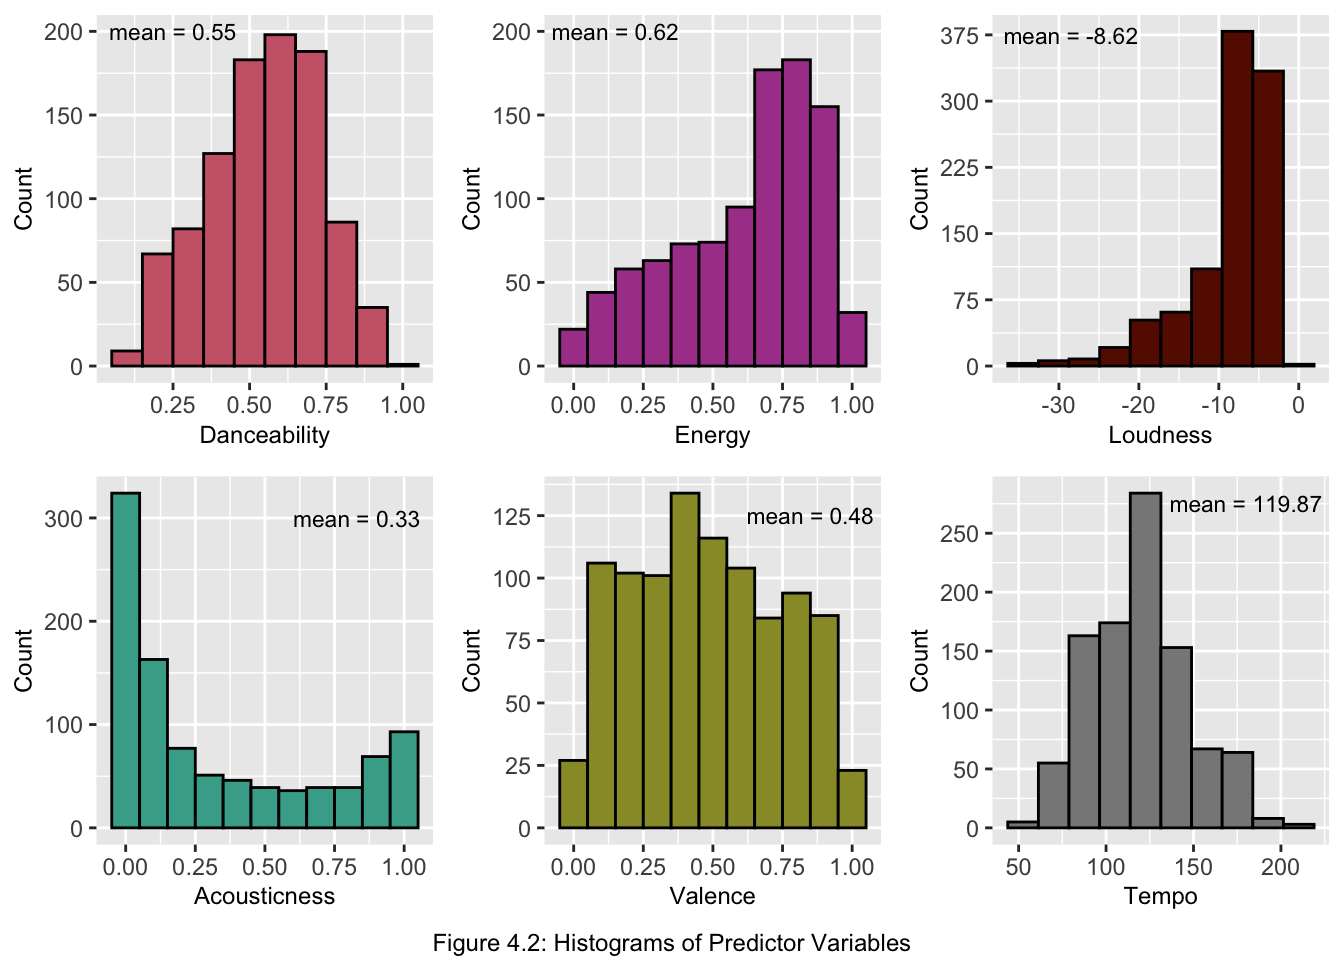 mean = 0.55
200
150
100
50
0
Count
0.25 0.50 0.75 1.00
Danceability
mean = 0.62
200
150
100
50
0
Count
0.00 0.25 0.50 0.75 1.00
Energy
mean = -8.62
375
300
225
150
75
0
Count
-30 -20 -10 0
Loudness
mean = 0.33
300
200
100
0
Count
0.00 0.25 0.50 0.75 1.00
Acousticness
mean = 0.48
125
100
75
50
25
0
Count
0.00 0.25 0.50 0.75 1.00
Valence
mean = 119.87
250
200
150
100
50
0
Count
50 100 150 200
Tempo
Figure 4.2: Histograms of Predictor Variables